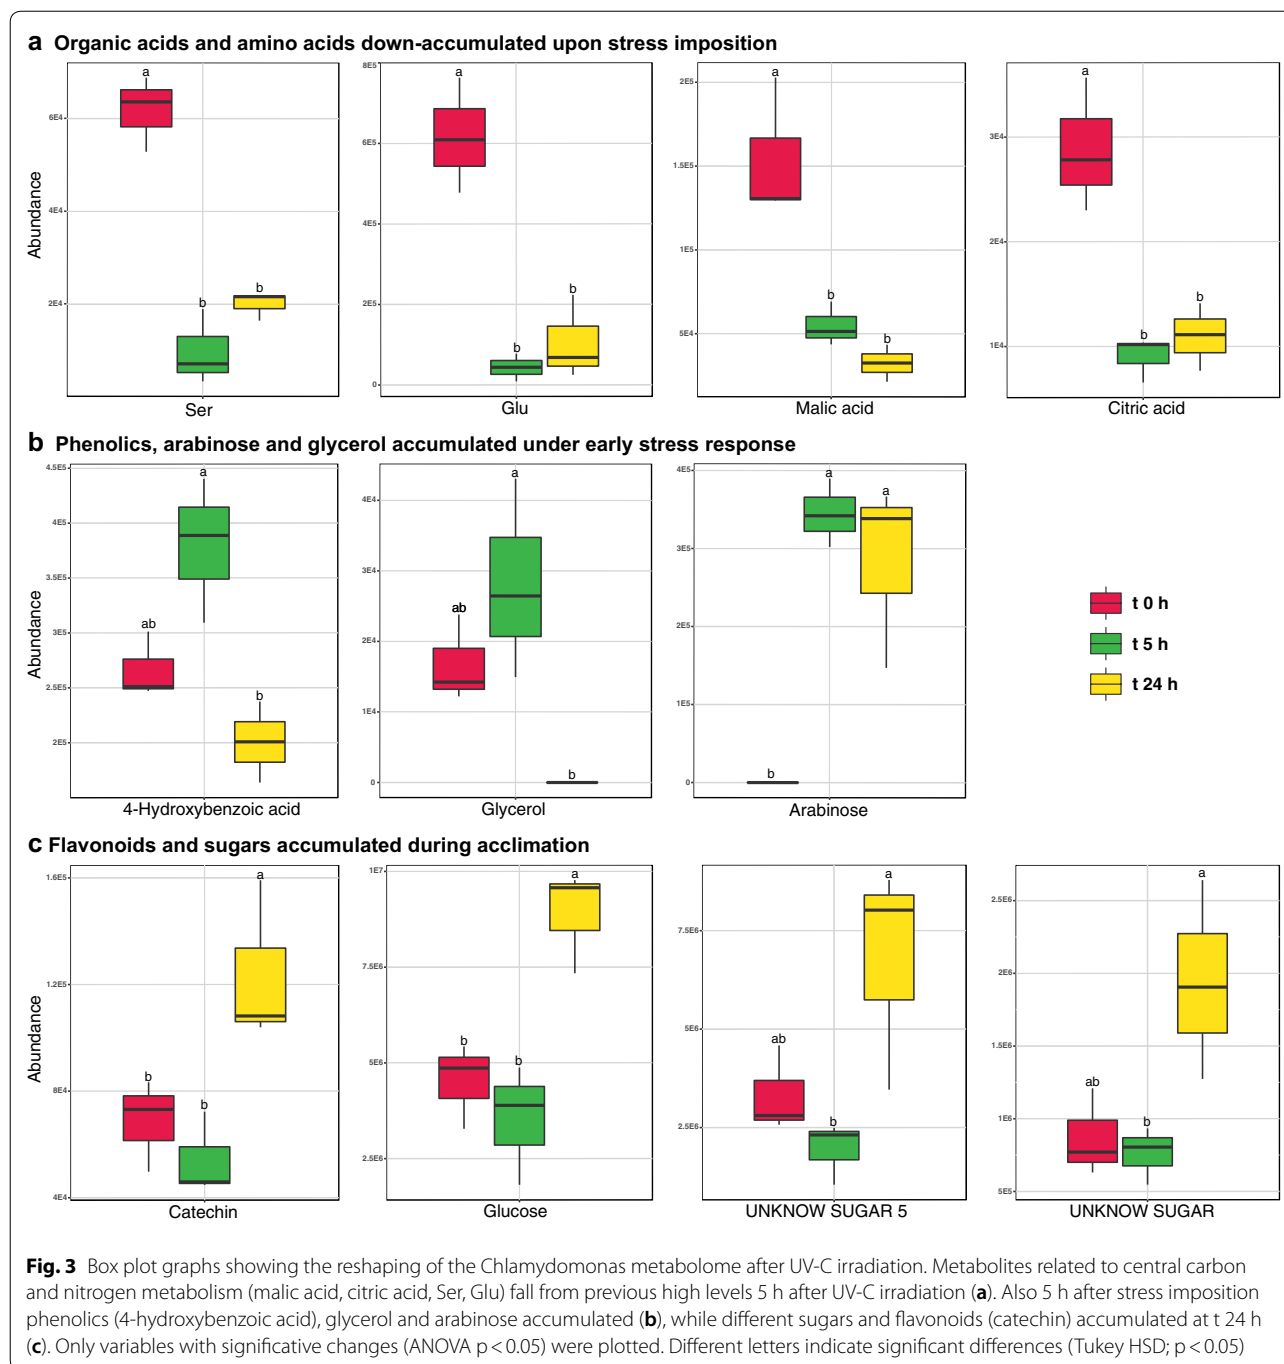 a Organic acids and amino acids down-accumulated upon stress imposition
Abundance
6E4
4E4
2E4
a
b
b
Ser
8E5
6E5
4E5
2E5
0
a
b
b
Glu
2E5
1.5E5
1E5
5E4
a
b
b
Malic acid
3E4
2E4
1E4
a
b
b
Citric acid
b Phenolics, arabinose and glycerol accumulated under early stress response
Abundance
4.5E5
4E5
3.5E5
3E5
2.5E5
2E5
ab
a
b
4-Hydroxybenzoic acid
4E4
3E4
2E4
1E4
0
ab
a
b
Glycerol
4E5
3E5
2E5
1E5
0
b
a
a
Arabinose
t 0 h
t 5 h
t 24 h
c Flavonoids and sugars accumulated during acclimation
Abundance
1.6E5
1.2E5
8E4
4E4
b
b
a
Catechin
1E7
7.5E6
5E6
2.5E6
b
b
a
Glucose
7.5E6
5E6
2.5E6
ab
b
a
UNKNOW SUGAR 5
2.5E6
2E6
1.5E6
1E6
5E5
ab
b
a
UNKNOW SUGAR
Fig. 3 Box plot graphs showing the reshaping of the Chlamydomonas metabolome after UV-C irradiation. Metabolites related to central carbon
and nitrogen metabolism (malic acid, citric acid, Ser, Glu) fall from previous high levels 5 h after UV-C irradiation (a). Also 5 h after stress imposition
phenolics (4-hydroxybenzoic acid), glycerol and arabinose accumulated (b), while different sugars and flavonoids (catechin) accumulated at t 24 h
(c). Only variables with significative changes (ANOVA p < 0.05) were plotted. Different letters indicate significant differences (Tukey HSD; p < 0.05)